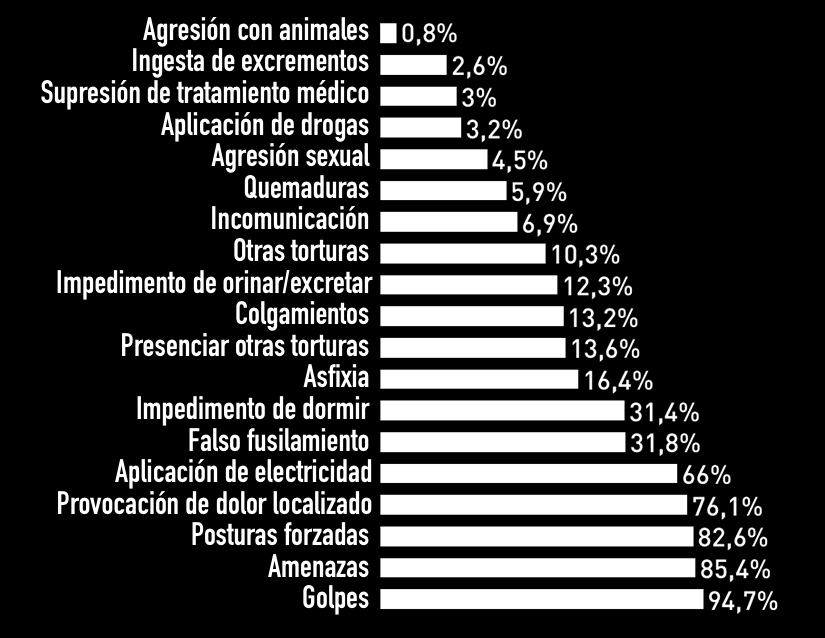 Agresión con animales 0,8%
Ingesta de excrementos 2,6%
Supresión de tratamiento médico 3%
Aplicación de drogas 3,2%
Agresión sexual 4,5%
Quemaduras 5,9%
Incomunicación 6,9%
Otras torturas 10,3%
Impedimento de orinar/excretar 12,3%
Colgamientos 13,2%
Presenciar otras torturas 13,6%
Asfixia 16,4%
Impedimento de dormir 31,4%
Falso fusilamiento 31,8%
Aplicación de electricidad 66%
Provocación de dolor localizado 76,1%
Posturas forzadas 82,6%
Amenazas 85,4%
Golpes 94,7%